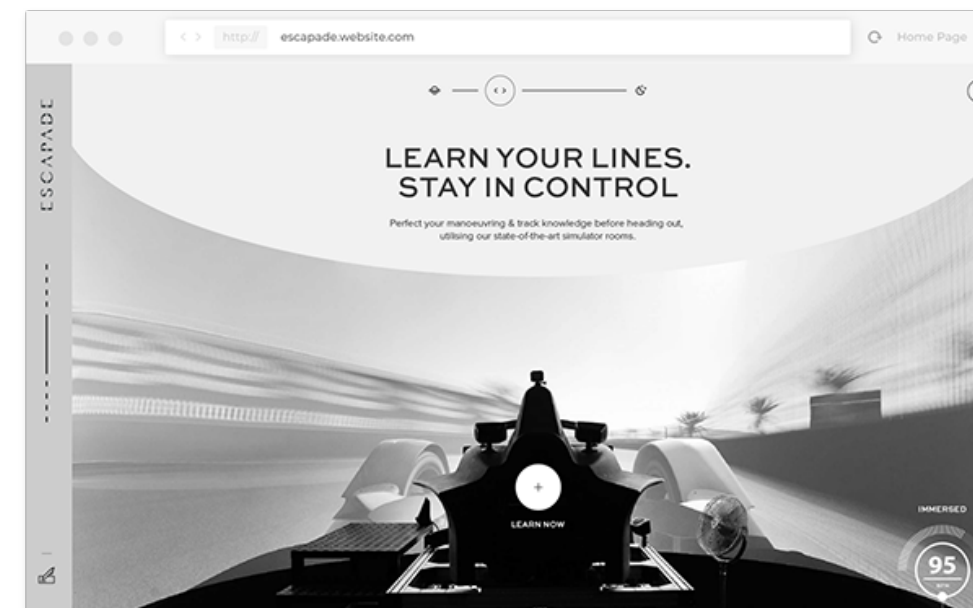 http://
escapade.website.com
Home Page
ESCAPADE
LEARN YOUR LINES.
STAY IN CONTROL
Perfect your manoeuvring & track knowledge before heading out,
utilising our state-of-the-art simulator rooms.
LEARN NOW
IMMERSED
95